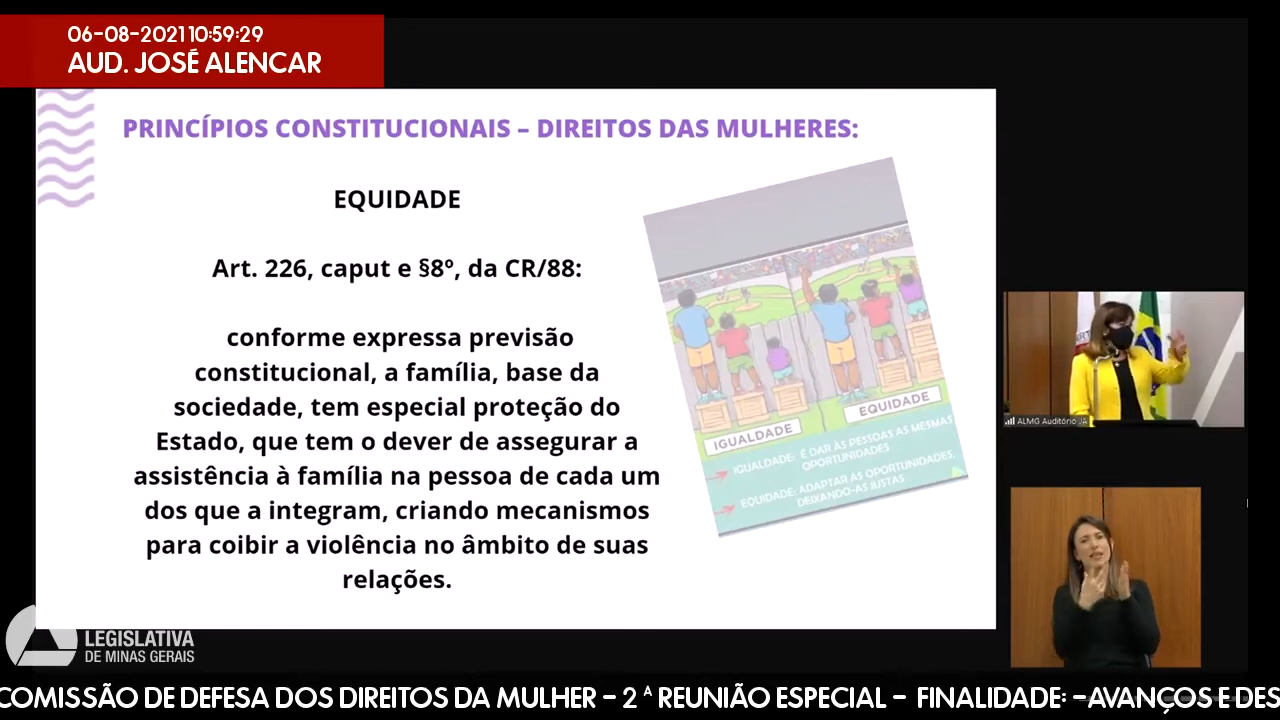 06-08-2021 10:59:29
AUD. JOSÉ ALENCAR
PRINCÍPIOS CONSTITUCIONAIS – DIREITOS DAS MULHERES:
EQUIDADE
Art. 226, caput e §8º, da CR/88:
conforme expressa previsão
constitucional, a família, base da
sociedade, tem especial proteção do
Estado, que tem o dever de assegurar a
assistência à família na pessoa de cada um
dos que a integram, criando mecanismos
para coibir a violência no âmbito de suas
relações.
IGUALDADE
EQUIDADE
IGUALDADE: É DAR ÀS PESSOAS AS MESMAS
OPORTUNIDADES
EQUIDADE: ADAPTAR AS OPORTUNIDADES,
DEIXANDO-AS JUSTAS
ALMG Auditório JA
LEGISLATIVA
DE MINAS GERAIS
COMISSÃO DE DEFESA DOS DIREITOS DA MULHER - 2 ª REUNIÃO ESPECIAL - FINALIDADE: -AVANÇOS E DES